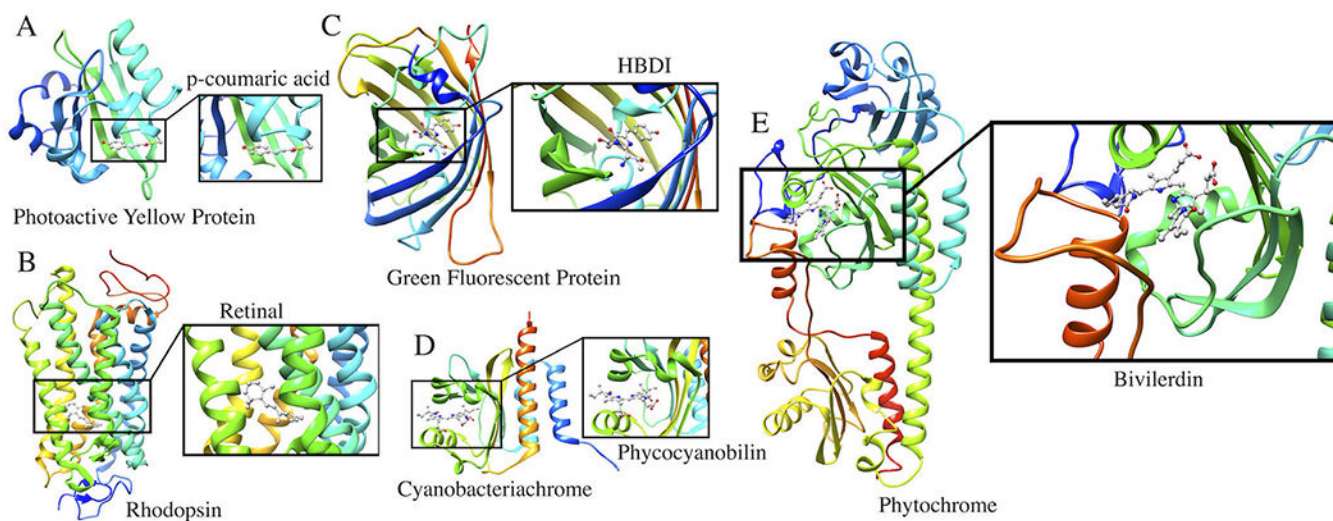 A
p-coumaric acid
Photoactive Yellow Protein
B
Retinal
Rhodopsin
C
HBDI
Green Fluorescent Protein
D
Phycocyanobilin
Cyanobacteriachrome
E
Bivilerdin
Phytochrome